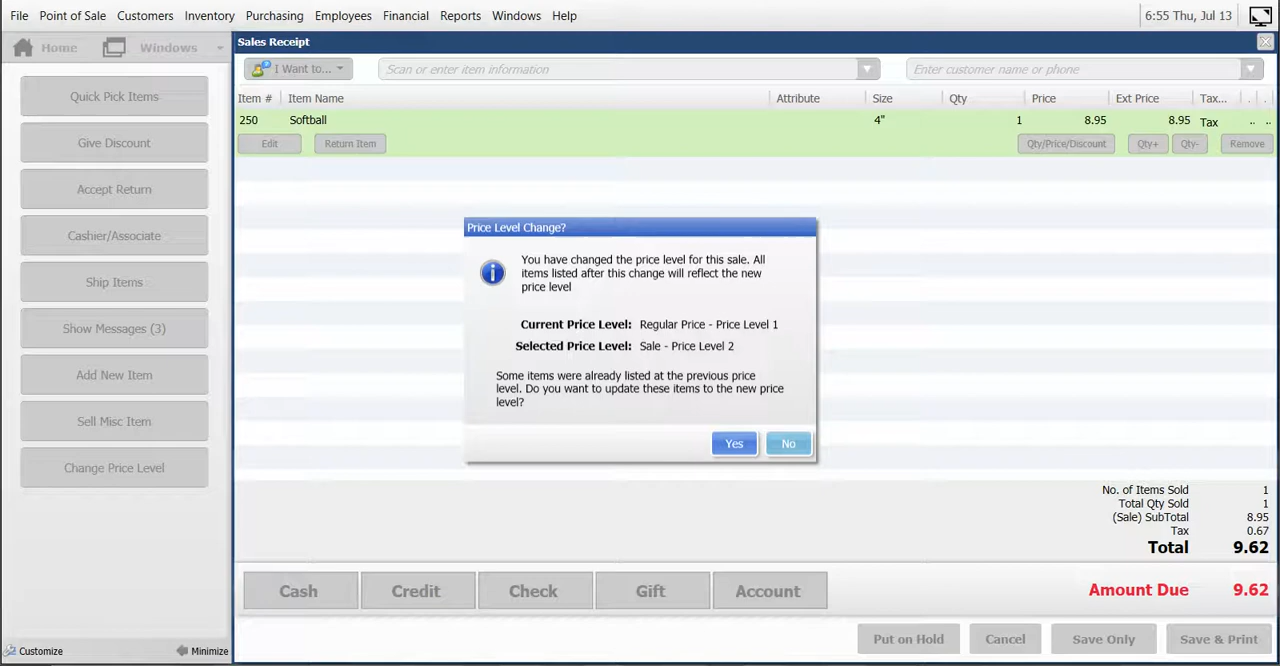 File Point of Sale Customers Inventory Purchasing Employees Financial Reports Windows Help 6:55 Thu, Jul 13
Home Windows
Sales Receipt
I Want to... Scan or enter item information Enter customer name or phone
Item # Item Name Attribute Size Qty Price Ext Price Tax... . .
250 Softball 4" 1 8.95 8.95 Tax .. ..
Edit Return Item Qty/Price/Discount Qty+ Qty- Remove
Quick Pick Items
Give Discount
Accept Return
Cashier/Associate
Ship Items
Show Messages (3)
Add New Item
Sell Misc Item
Change Price Level
Price Level Change?
You have changed the price level for this sale. All
items listed after this change will reflect the new
price level
Current Price Level: Regular Price - Price Level 1
Selected Price Level: Sale - Price Level 2
Some items were already listed at the previous price
level. Do you want to update these items to the new price
level?
Yes No
No. of Items Sold 1
Total Qty Sold 1
(Sale) SubTotal 8.95
Tax 0.67
Total 9.62
Cash Credit Check Gift Account Amount Due 9.62
Put on Hold Cancel Save Only Save & Print
Customize Minimize